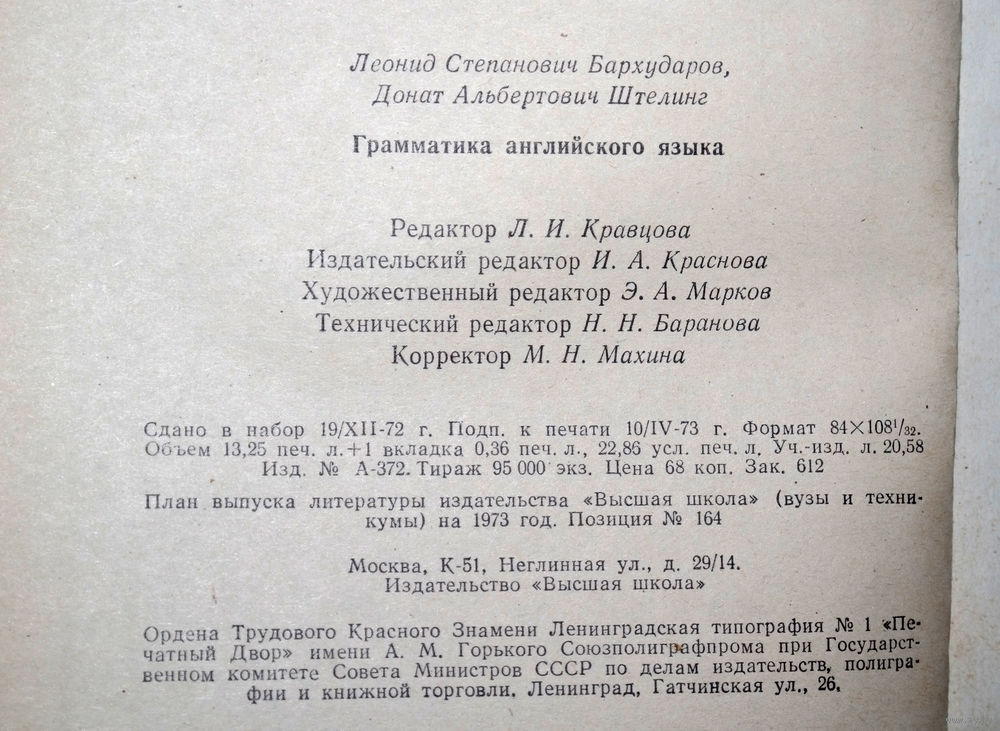 Леонид Степанович Бархударов,
Донат Альбертович Штелинг
Грамматика английского языка
Редактор Л. И. Кравцова
Издательский редактор И. А. Краснова
Художественный редактор Э. А. Марков
Технический редактор Н. Н. Баранова
Корректор М. Н. Махина
Сдано в набор 19/XII-72 г. Подп. к печати 10/IV-73 г. Формат 84×108¹/₃₂.
Объем 13,25 печ. л.+1 вкладка 0,36 печ. л., 22,86 усл. печ. л. Уч.-изд. л. 20,58
Изд. № А-372. Тираж 95 000 экз. Цена 68 коп. Зак. 612
План выпуска литературы издательства «Высшая школа» (вузы и техни-
кумы) на 1973 год. Позиция № 164
Москва, К-51, Неглинная ул., д. 29/14.
Издательство «Высшая школа»
Ордена Трудового Красного Знамени Ленинградская типография № 1 «Пе-
чатный Двор» имени А. М. Горького Союзполиграфпрома при Государст-
венном комитете Совета Министров СССР по делам издательств, полигра-
фии и книжной торговли. Ленинград, Гатчинская ул., 26.